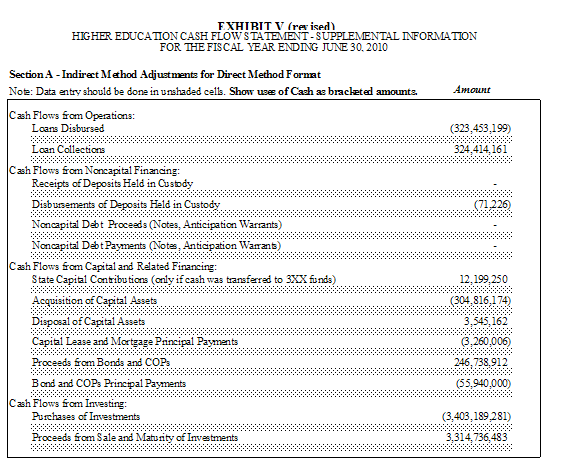 EXHIBIT V (revised)
HIGHER EDUCATION CASH FLOW STATEMENT - SUPPLEMENTAL INFORMATION
FOR THE FISCAL YEAR ENDING JUNE 30, 2010
Section A - Indirect Method Adjustments for Direct Method Format
Note: Data entry should be done in unshaded cells. Show uses of Cash as bracketed amounts. Amount
Cash Flows from Operations:
Loans Disbursed (323,453,199)
Loan Collections 324,414,161
Cash Flows from Noncapital Financing:
Receipts of Deposits Held in Custody -
Disbursements of Deposits Held in Custody (71,226)
Noncapital Debt Proceeds (Notes, Anticipation Warrants) -
Noncapital Debt Payments (Notes, Anticipation Warrants) -
Cash Flows from Capital and Related Financing:
State Capital Contributions (only if cash was transferred to 3XX funds) 12,199,250
Acquisition of Capital Assets (304,816,174)
Disposal of Capital Assets 3,545,162
Capital Lease and Mortgage Principal Payments (3,260,006)
Proceeds from Bonds and COPs 246,738,912
Bond and COPs Principal Payments (55,940,000)
Cash Flows from Investing:
Purchases of Investments (3,403,189,281)
Proceeds from Sale and Maturity of Investments 3,314,736,483